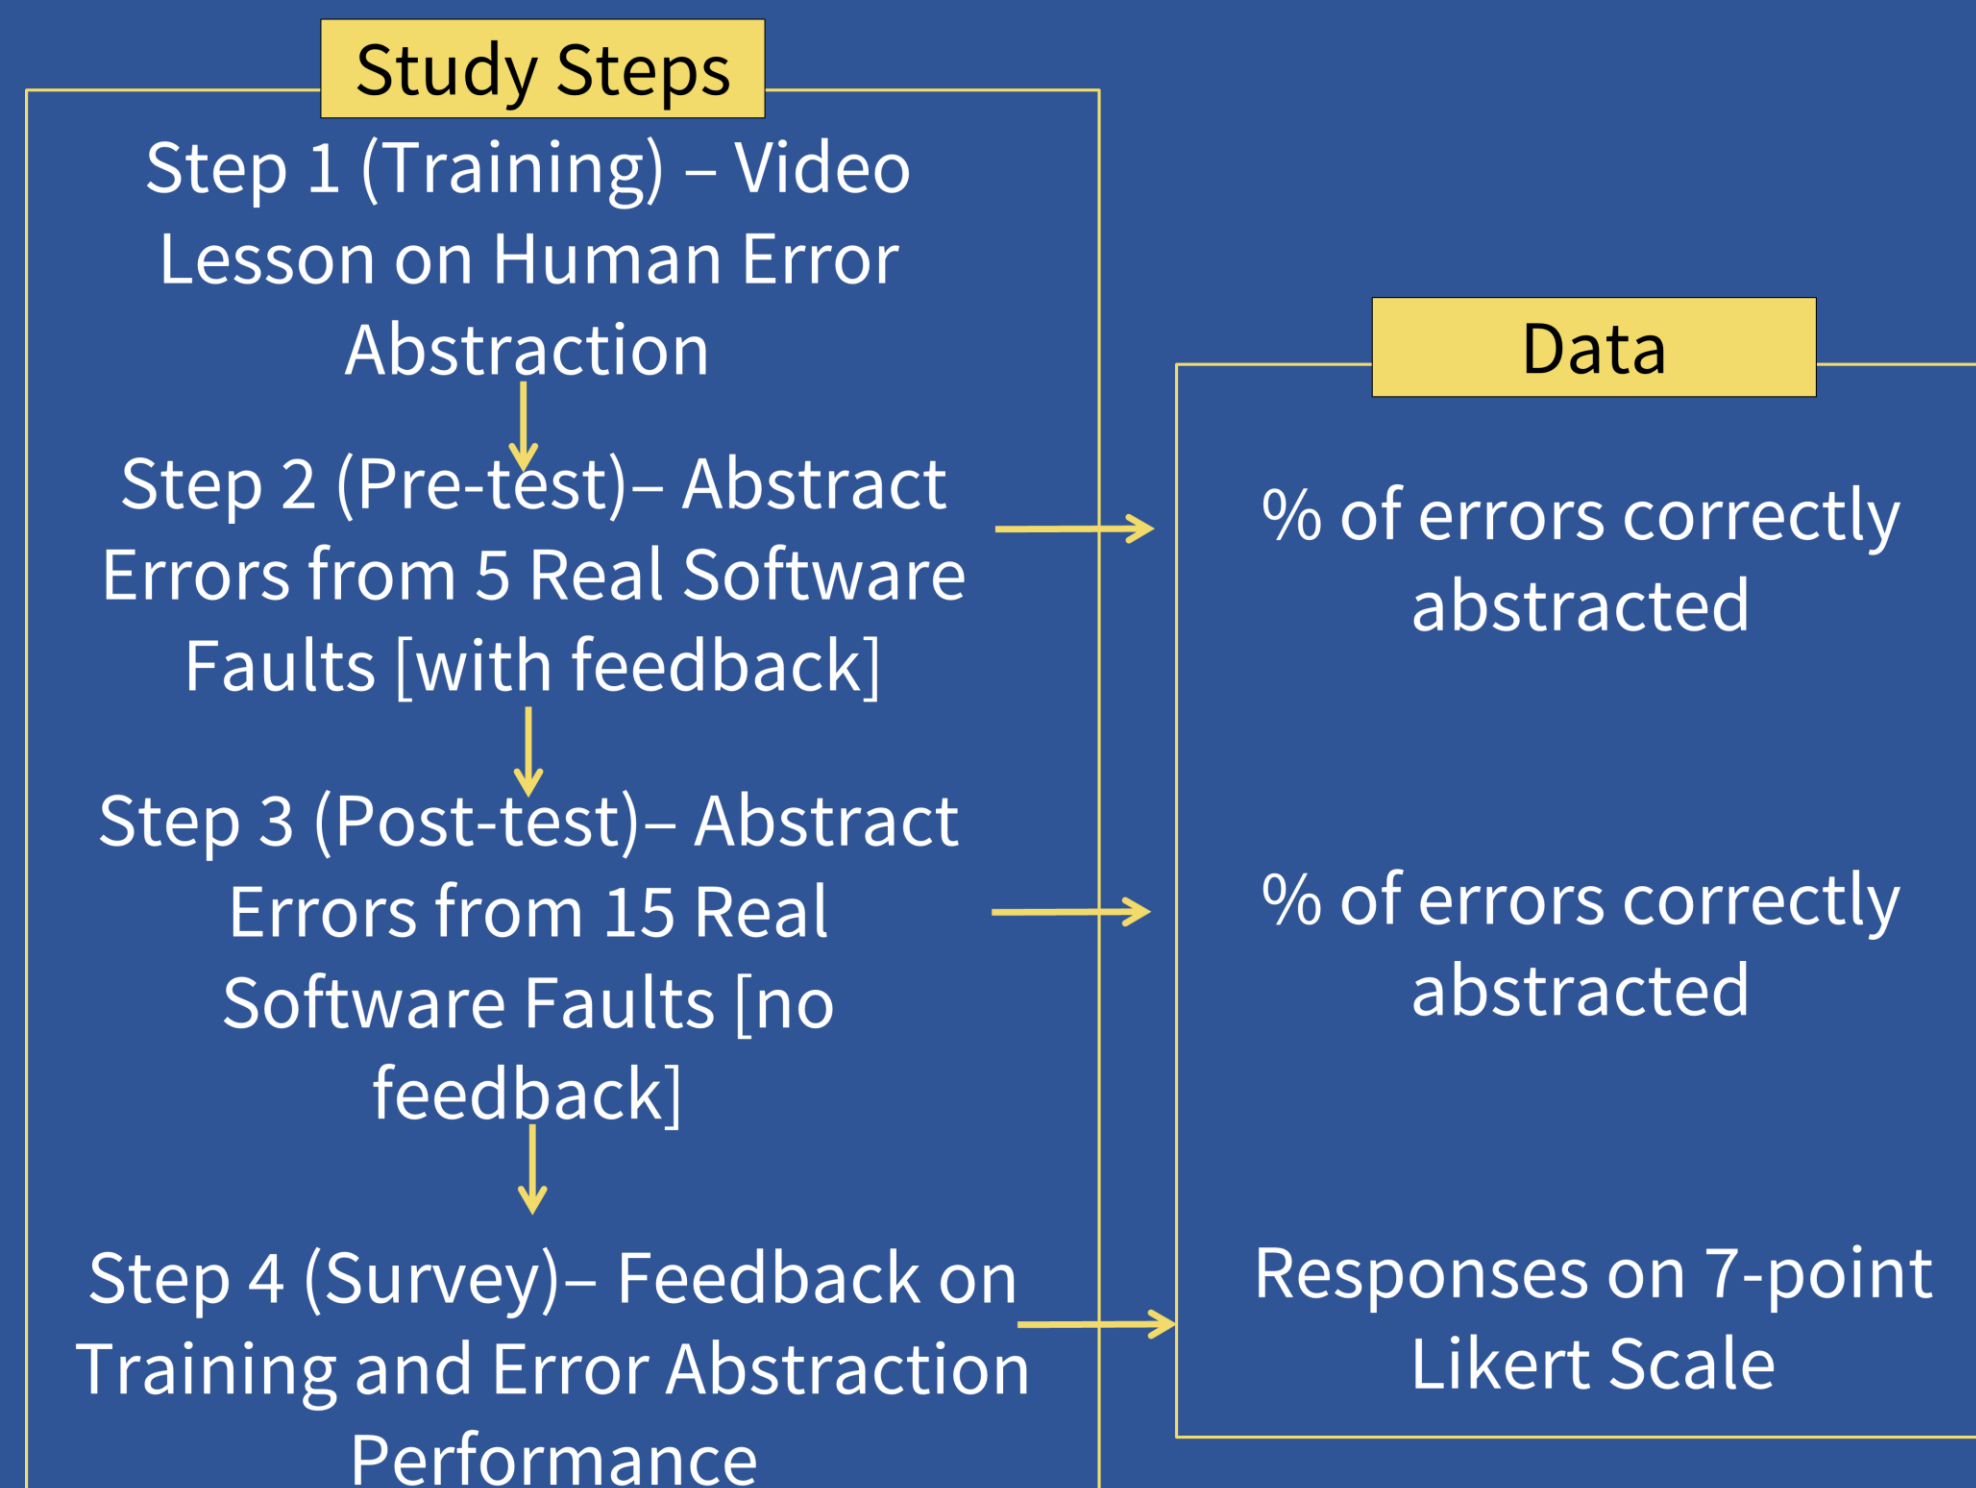 Study Steps
Step 1 (Training) – Video
Lesson on Human Error
Abstraction
Step 2 (Pre-test)– Abstract
Errors from 5 Real Software
Faults [with feedback]
Step 3 (Post-test)– Abstract
Errors from 15 Real
Software Faults [no
feedback]
Step 4 (Survey)– Feedback on
Training and Error Abstraction
Performance
Data
% of errors correctly
abstracted
% of errors correctly
abstracted
Responses on 7-point
Likert Scale